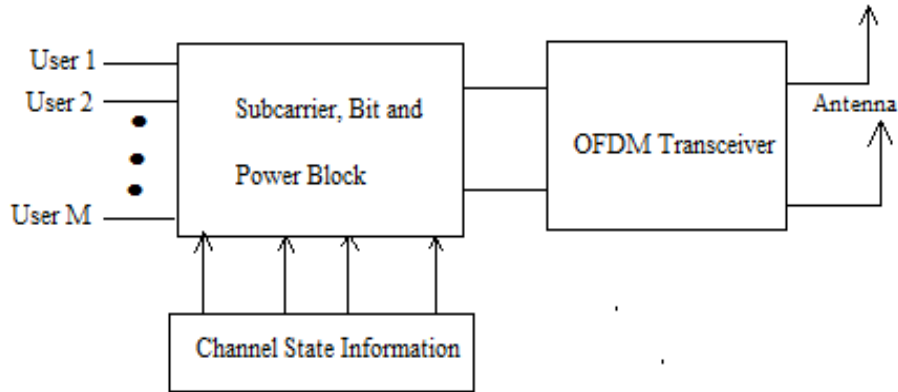 User 1
User 2
User M
Subcarrier, Bit and
Power Block
OFDM Transceiver
Antenna
Channel State Information